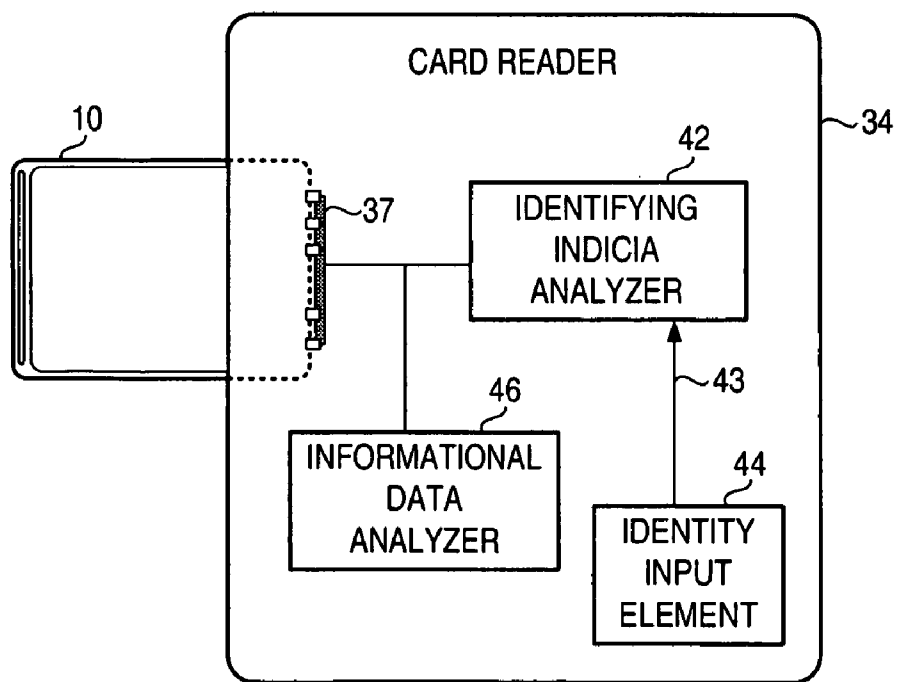 CARD READER
10
34
42
37
IDENTIFYING
INDICIA
ANALYZER
43
46
INFORMATIONAL
DATA
ANALYZER
44
IDENTITY
INPUT
ELEMENT